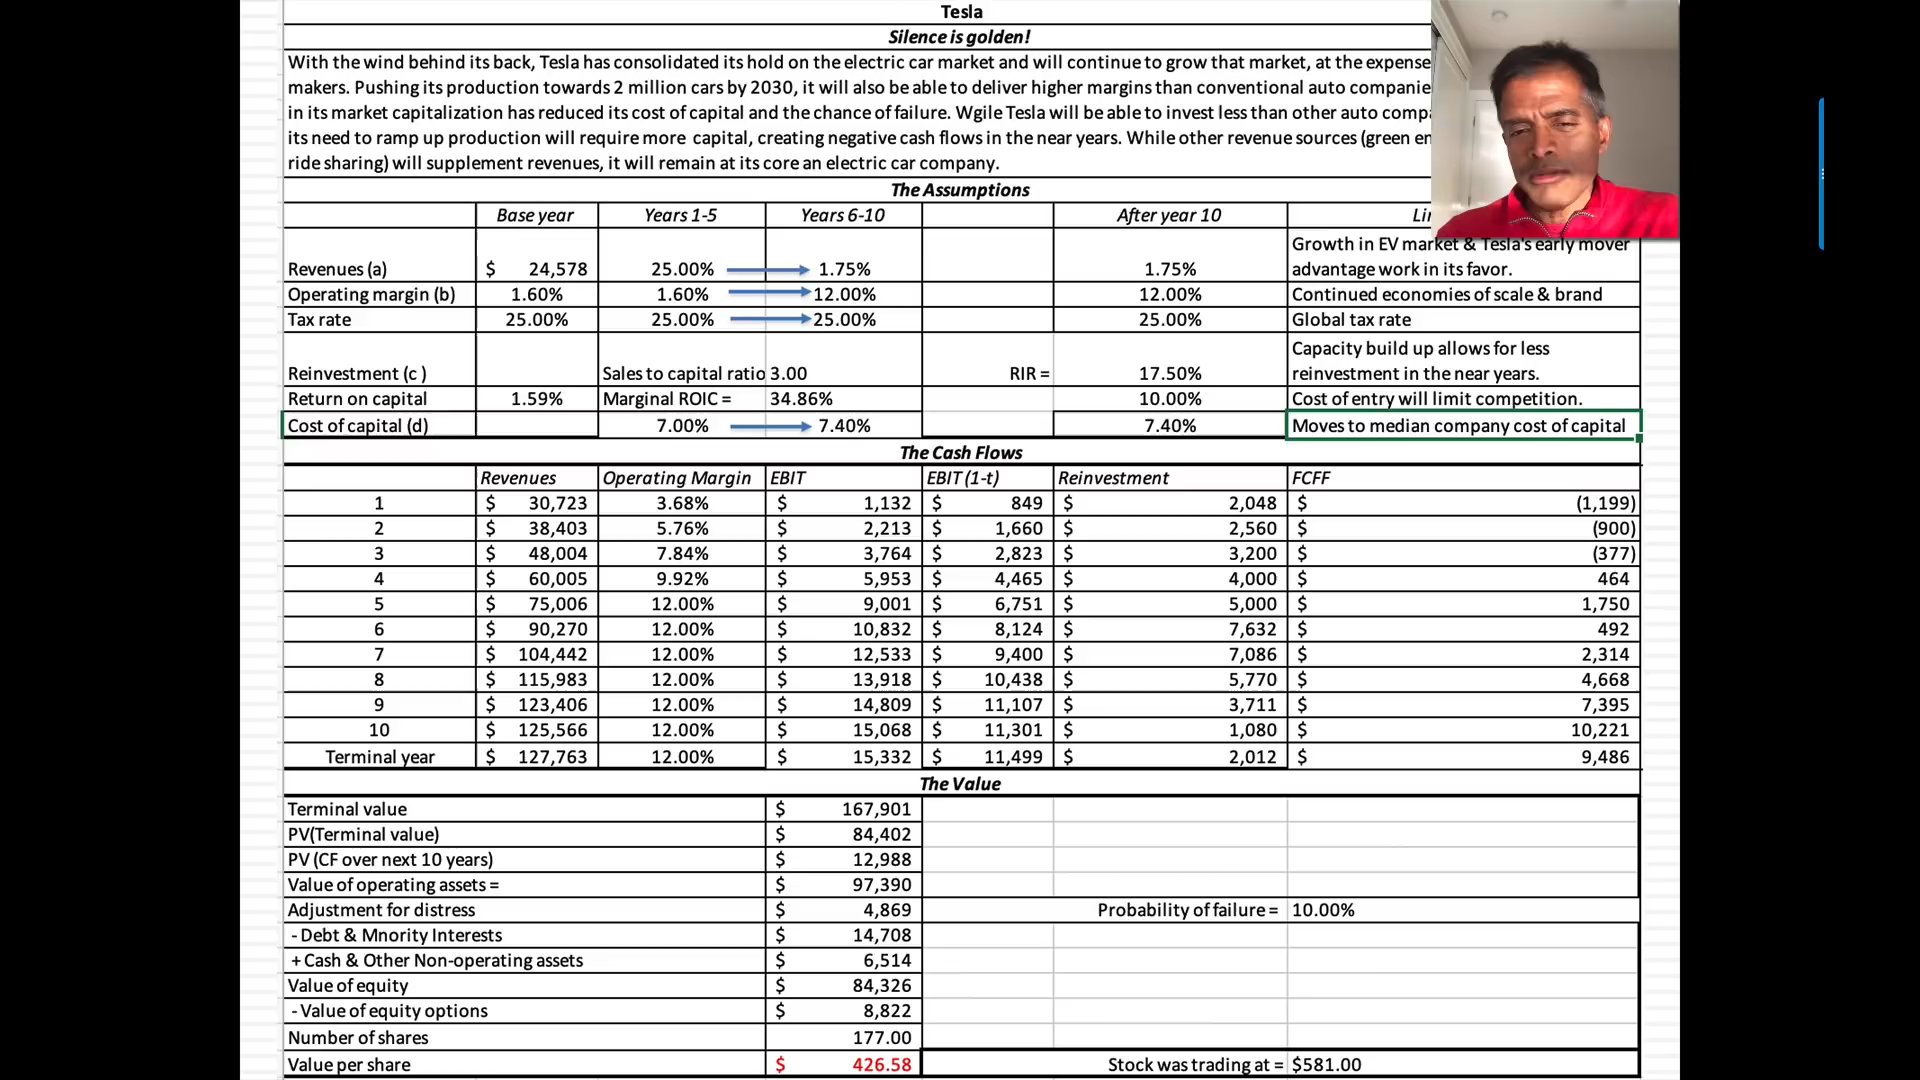 Tesla
Silence is golden!
With the wind behind its back, Tesla has consolidated its hold on the electric car market and will continue to grow that market, at the expense
makers. Pushing its production towards 2 million cars by 2030, it will also be able to deliver higher margins than conventional auto companie
in its market capitalization has reduced its cost of capital and the chance of failure. Wgile Tesla will be able to invest less than other auto comp
its need to ramp up production will require more capital, creating negative cash flows in the near years. While other revenue sources (green en
ride sharing) will supplement revenues, it will remain at its core an electric car company.
The Assumptions
Base year Years 1-5 Years 6-10 After year 10 Lin
Growth in EV market & Tesla's early mover
Revenues (a) $ 24,578 25.00% 1.75% 1.75% advantage work in its favor.
Operating margin (b) 1.60% 1.60% 12.00% 12.00% Continued economies of scale & brand
Tax rate 25.00% 25.00% 25.00% 25.00% Global tax rate
Capacity build up allows for less
Reinvestment (c ) Sales to capital ratio 3.00 RIR = 17.50% reinvestment in the near years.
Return on capital 1.59% Marginal ROIC = 34.86% 10.00% Cost of entry will limit competition.
Cost of capital (d) 7.00% 7.40% 7.40% Moves to median company cost of capital
The Cash Flows
Revenues Operating Margin EBIT EBIT (1-t) Reinvestment FCFF
1 $ 30,723 3.68% $ 1,132 $ 849 $ 2,048 $ (1,199)
2 $ 38,403 5.76% $ 2,213 $ 1,660 $ 2,560 $ (900)
3 $ 48,004 7.84% $ 3,764 $ 2,823 $ 3,200 $ (377)
4 $ 60,005 9.92% $ 5,953 $ 4,465 $ 4,000 $ 464
5 $ 75,006 12.00% $ 9,001 $ 6,751 $ 5,000 $ 1,750
6 $ 90,270 12.00% $ 10,832 $ 8,124 $ 7,632 $ 492
7 $ 104,442 12.00% $ 12,533 $ 9,400 $ 7,086 $ 2,314
8 $ 115,983 12.00% $ 13,918 $ 10,438 $ 5,770 $ 4,668
9 $ 123,406 12.00% $ 14,809 $ 11,107 $ 3,711 $ 7,395
10 $ 125,566 12.00% $ 15,068 $ 11,301 $ 1,080 $ 10,221
Terminal year $ 127,763 12.00% $ 15,332 $ 11,499 $ 2,012 $ 9,486
The Value
Terminal value $ 167,901
PV(Terminal value) $ 84,402
PV (CF over next 10 years) $ 12,988
Value of operating assets = $ 97,390
Adjustment for distress $ 4,869 Probability of failure = 10.00%
- Debt & Mnority Interests $ 14,708
+ Cash & Other Non-operating assets $ 6,514
Value of equity $ 84,326
- Value of equity options $ 8,822
Number of shares 177.00
Value per share $ 426.58 Stock was trading at = $581.00